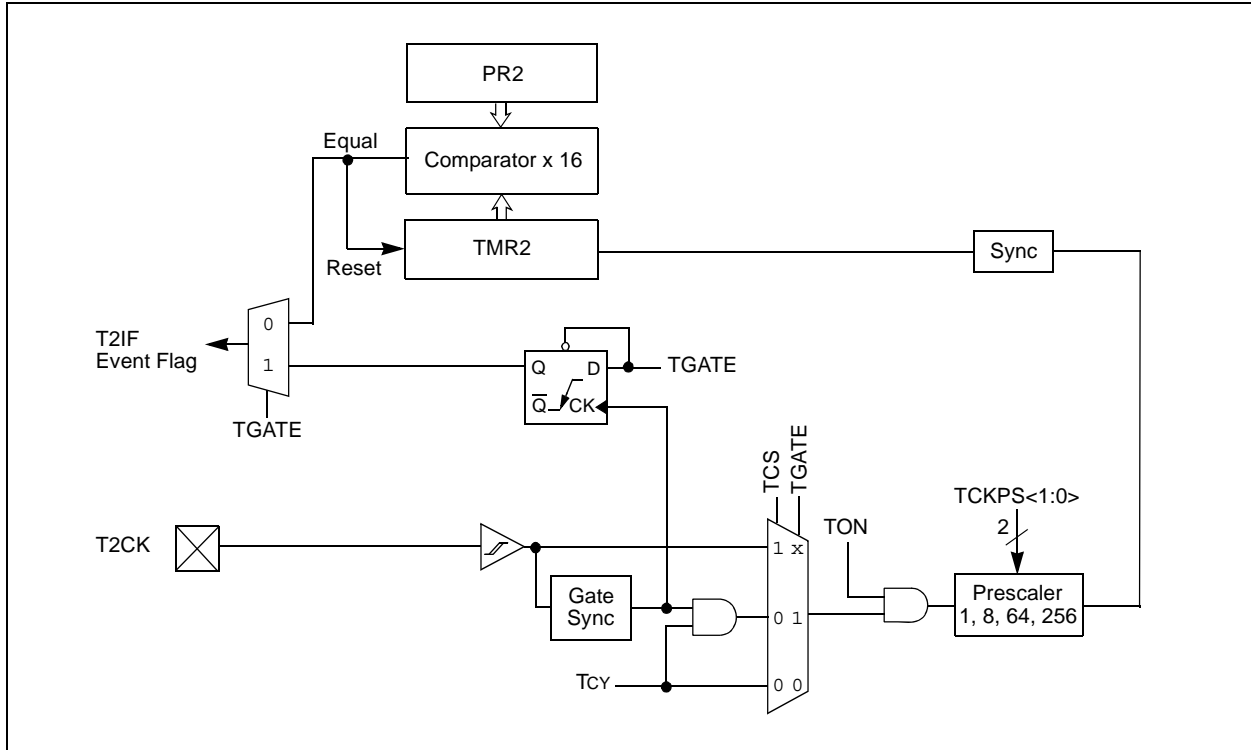 PR2
Equal
Comparator x 16
TMR2
Reset
Sync
0
1
T2IF
Event Flag
TGATE
Q
D
Q
CK
TGATE
TCS
TGATE
TCKPS<1:0>
2
TON
T2CK
1 x
Gate
Sync
0 1
Prescaler
1, 8, 64, 256
TCY
0 0